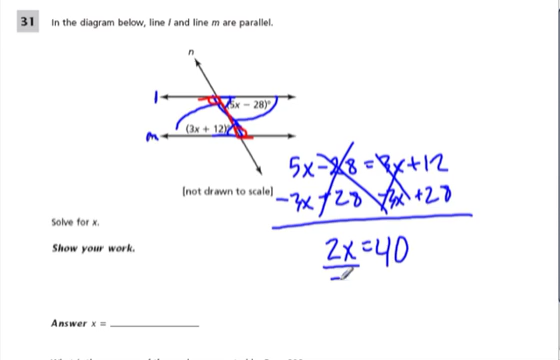 31 In the diagram below, line l and line m are parallel.
n
l
(5x − 28)°
m
(3x + 12)°
5x-28=3x+12
[not drawn to scale]
-3x+28 -3x+28
Solve for x.
2x=40
Show your work.
Answer x =